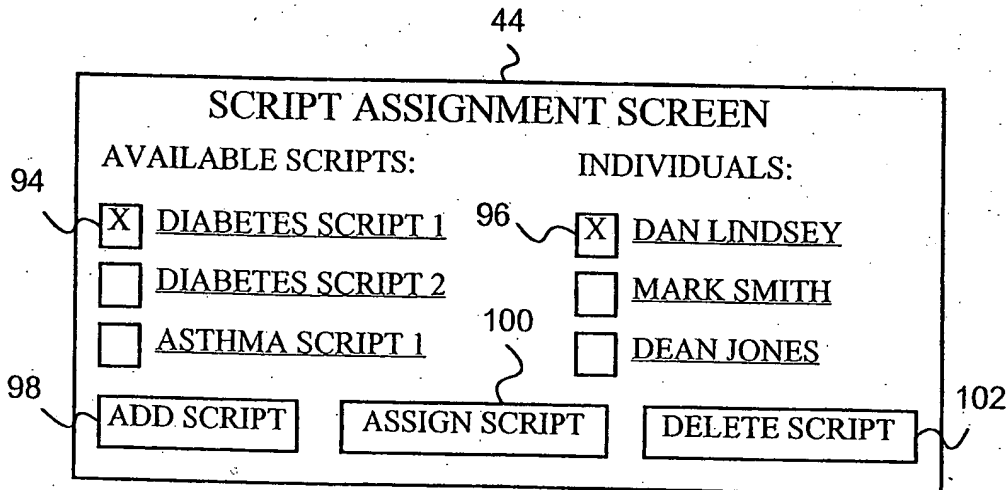 44
SCRIPT ASSIGNMENT SCREEN
AVAILABLE SCRIPTS: INDIVIDUALS:
94 X DIABETES SCRIPT 1 96 X DAN LINDSEY
DIABETES SCRIPT 2 MARK SMITH
100
ASTHMA SCRIPT 1 DEAN JONES
98 ADD SCRIPT ASSIGN SCRIPT DELETE SCRIPT 102